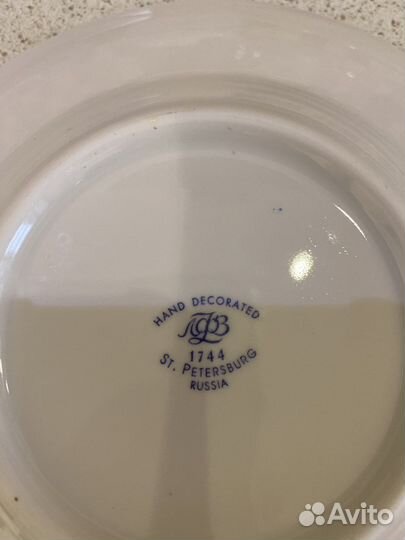 HAND DECORATED
ЛФЗ
1744
ST. PETERSBURG
RUSSIA
Avito